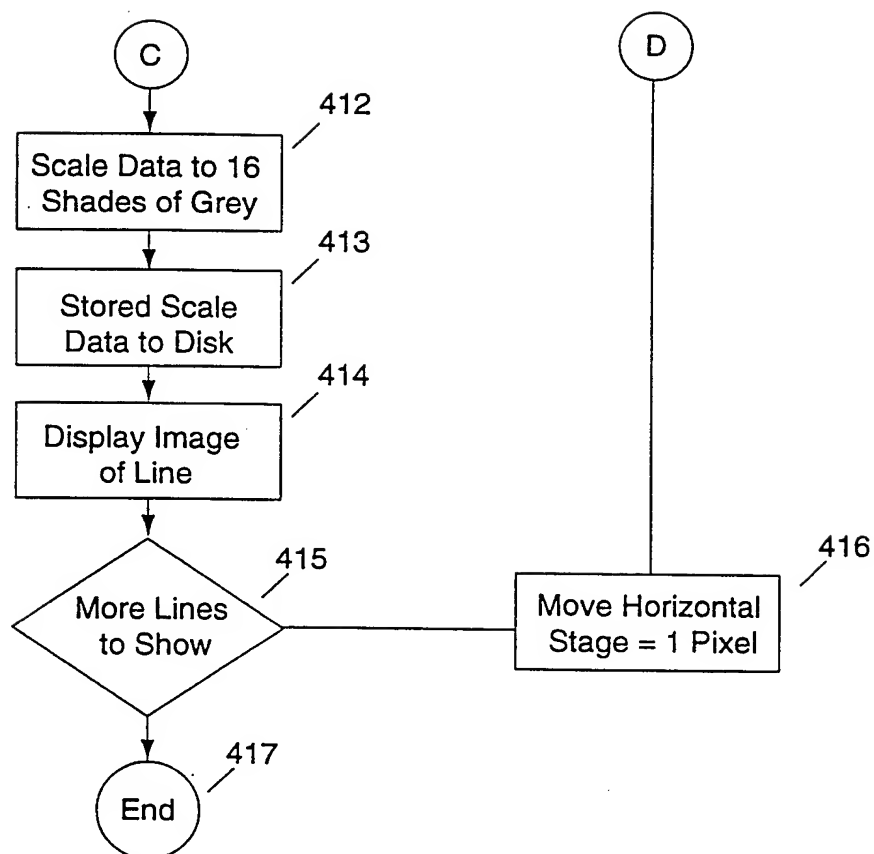 C
D
412
Scale Data to 16
Shades of Grey
413
Stored Scale
Data to Disk
414
Display Image
of Line
415
More Lines
to Show
416
Move Horizontal
Stage = 1 Pixel
417
End